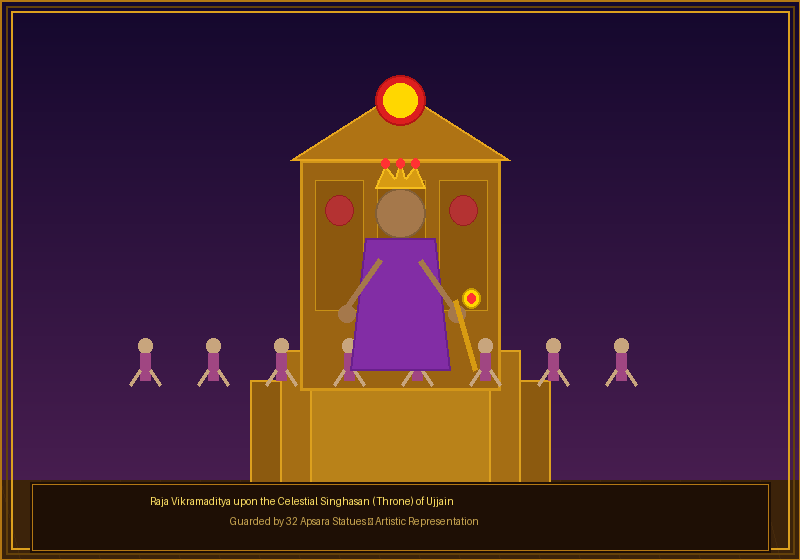 Raja Vikramaditya upon the Celestial Singhasan (Throne) of Ujjain
Guarded by 32 Apsara Statues Artistic Representation